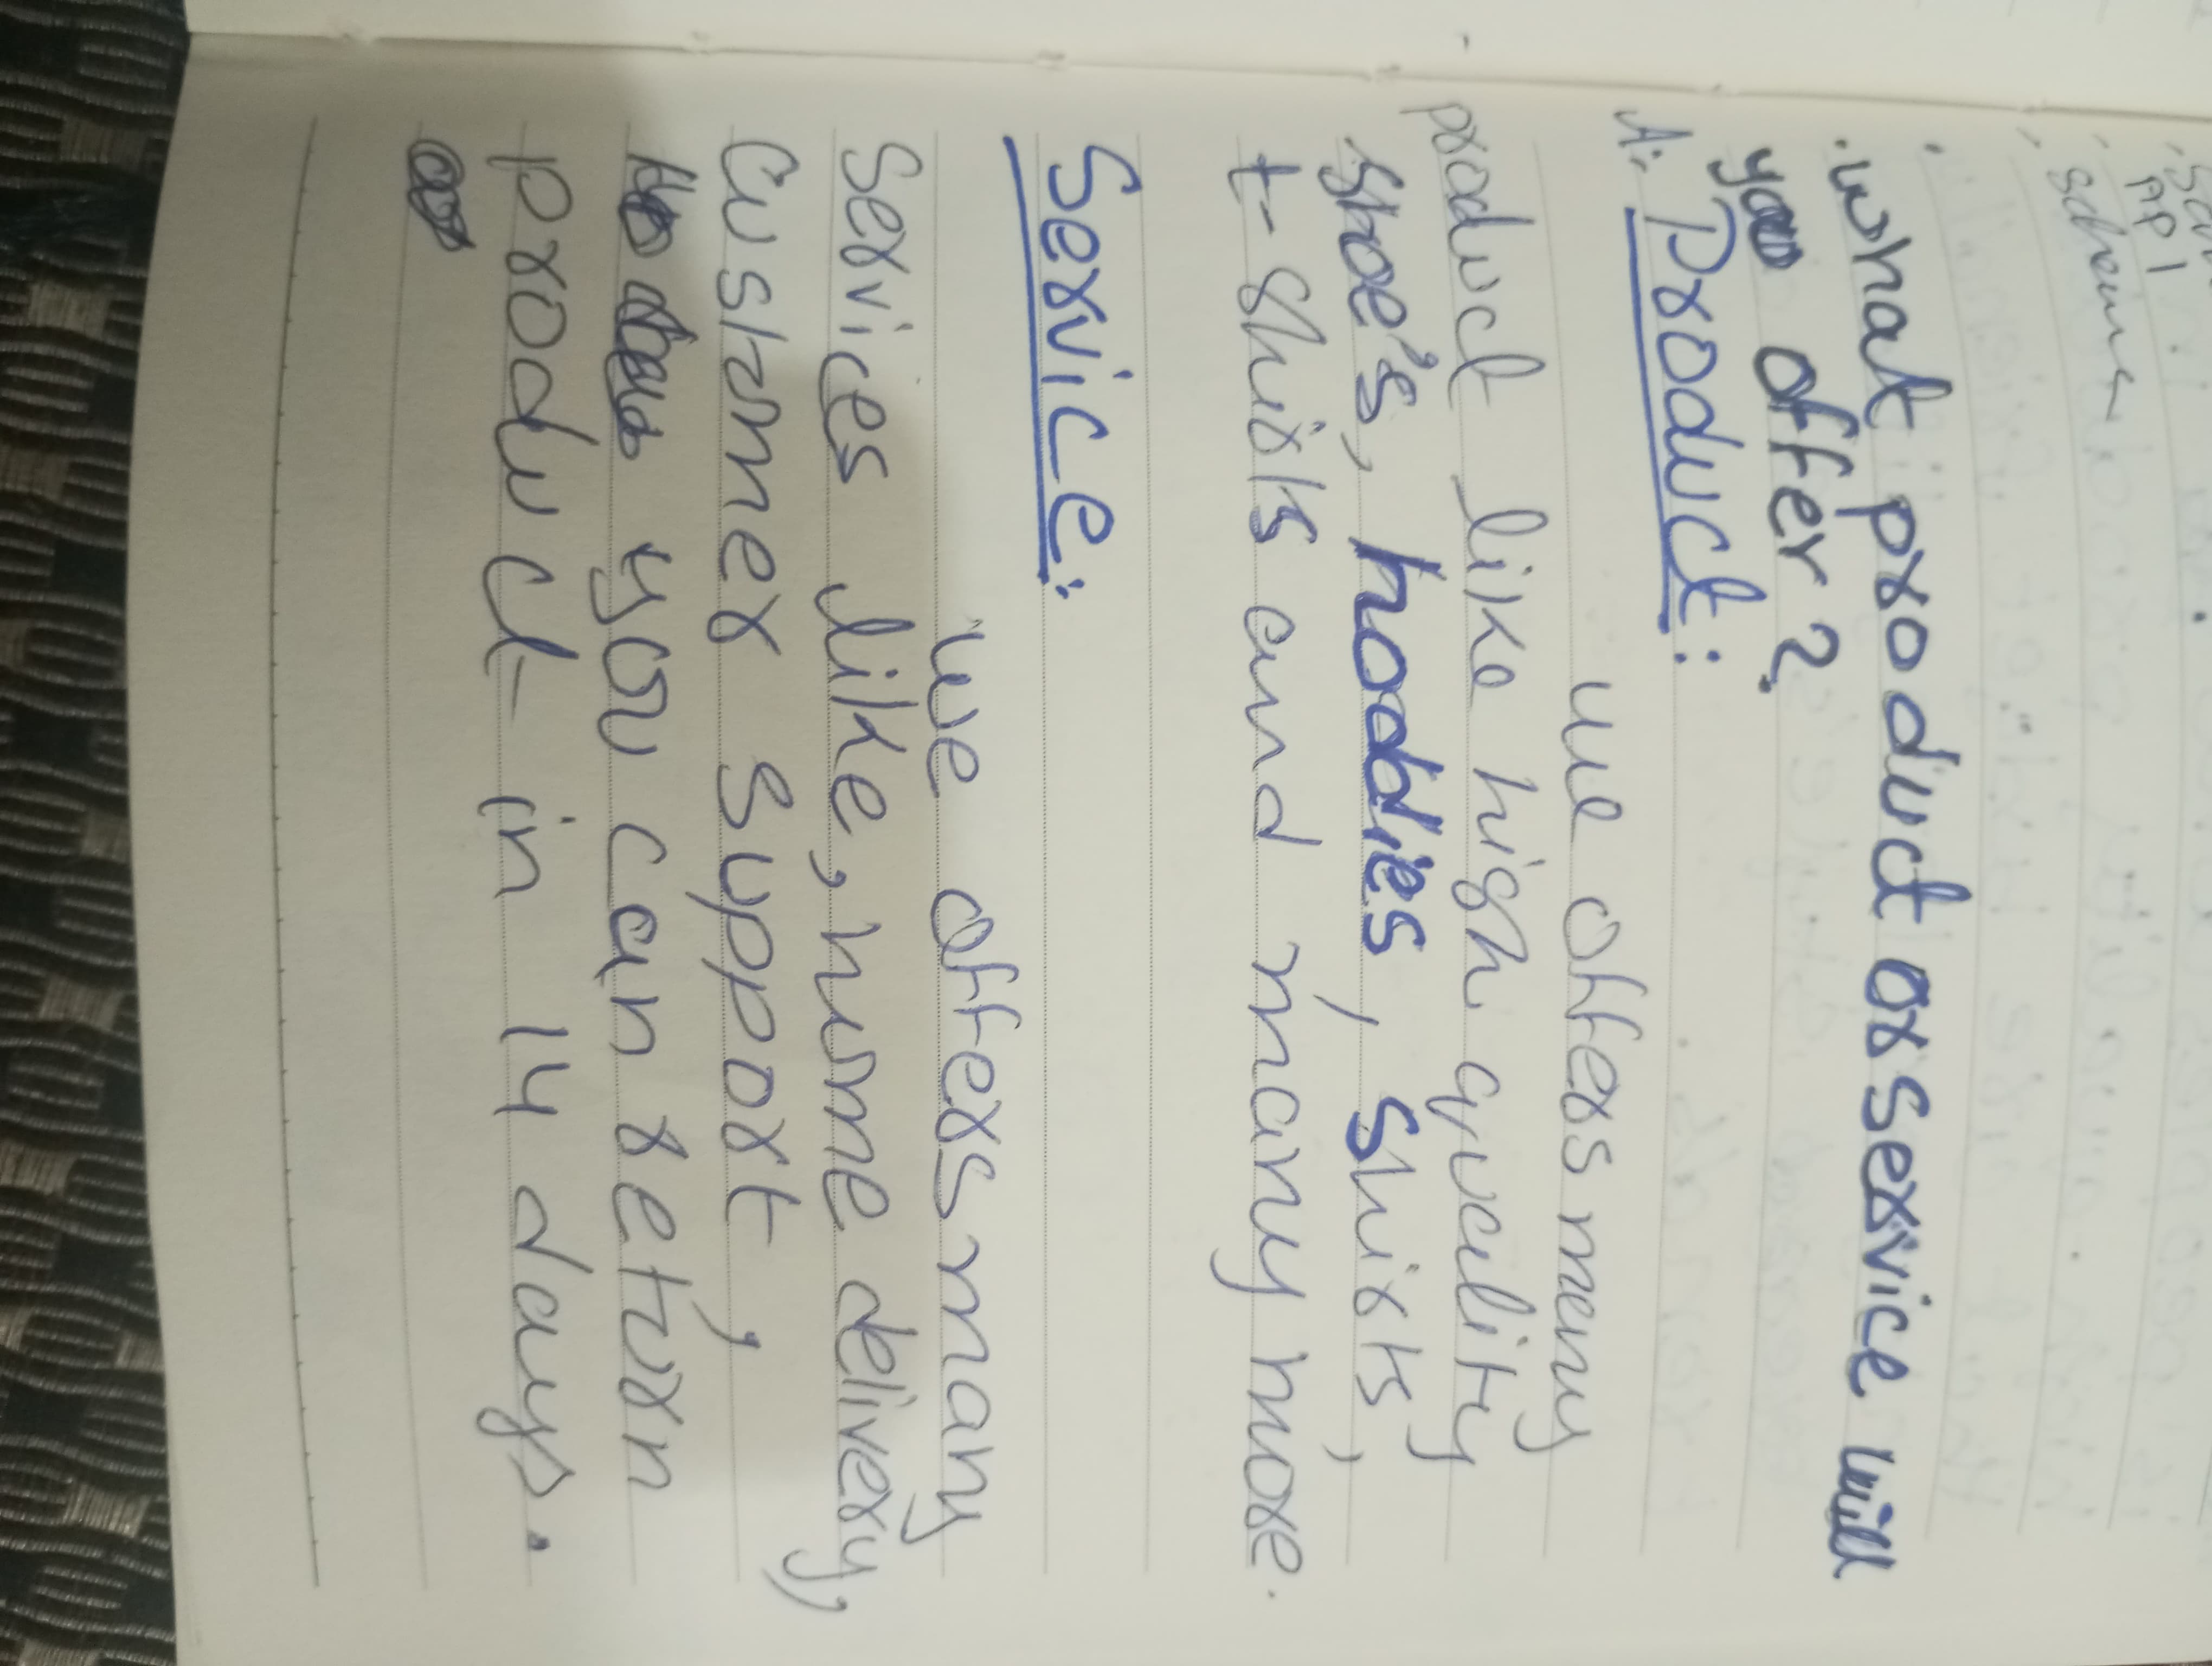 API
scheme
.what product or service will
you offer?
A:. Product:
we offers many
product like high quality
shoe's, hoodies, shirts,
t-shirts and many more.
Service:
we offers many
services like, home delivery,
Customer support,
you can return
product in 14 days.